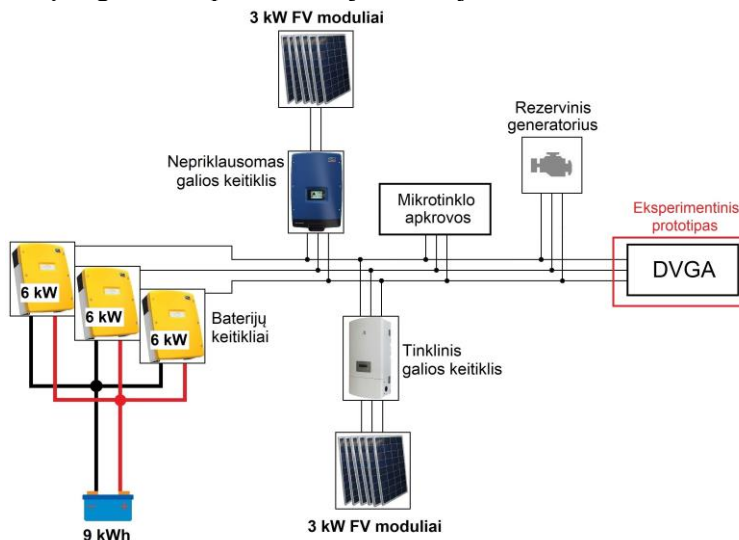 3 kW FV moduliai
Rezervinis
generatorius
Nepriklausomas
galios keitiklis
Mikrotinklo
apkrovos
Eksperimentinis
prototipas
DVGA
6 kW
6 kW
6 kW
Baterijų
keitikliai
Tinklinis
galios keitiklis
3 kW FV moduliai
9 kWh